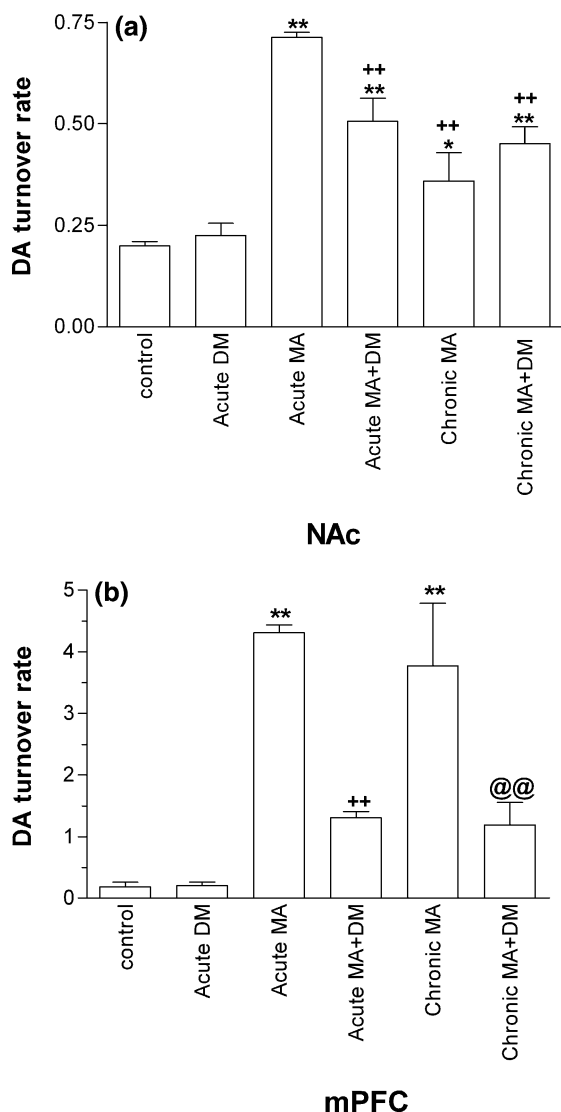 (a)
DA turnover rate
0.75
0.50
0.25
0.00
**
++
**
++
*
++
**
control
Acute DM
Acute MA
Acute MA+DM
Chronic MA
Chronic MA+DM
NAc
(b)
DA turnover rate
5
4
3
2
1
0
**
++
**
@@
control
Acute DM
Acute MA
Acute MA+DM
Chronic MA
Chronic MA+DM
mPFC